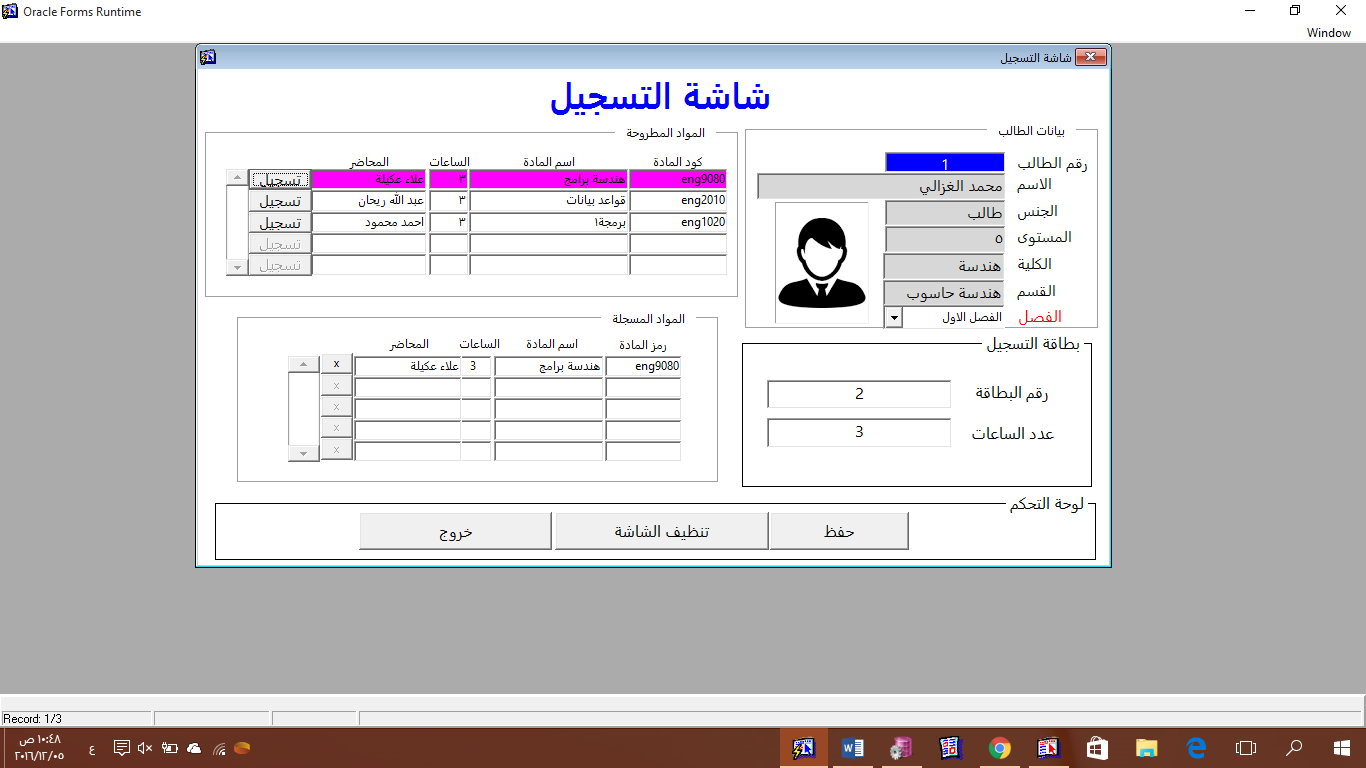 Oracle Forms Runtime
Window
شاشة التسجيل
شاشة التسجيل
بيانات الطالب
رقم الطالب 1
الاسم محمد الغزالي
الجنس طالب
المستوى ٥
الكلية هندسة
القسم هندسة حاسوب
الفصل الفصل الاول
المواد المطروحة
كود المادة اسم المادة الساعات المحاضر
eng9080 هندسة برامج ٣ علاء عكيلة تسجيل
eng2010 قواعد بيانات ٣ عبد الله ريحان تسجيل
eng1020 برمجة١ ٣ احمد محمود تسجيل
تسجيل
تسجيل
بطاقة التسجيل
رقم البطاقة 2
عدد الساعات 3
المواد المسجلة
رمز المادة اسم المادة الساعات المحاضر
eng9080 هندسة برامج 3 علاء عكيلة x
x
x
x
x
لوحة التحكم
حفظ تنظيف الشاشة خروج
Record: 1/3
ع
١٠:٤٨ ص
٢٠١٦/١٢/٠٥